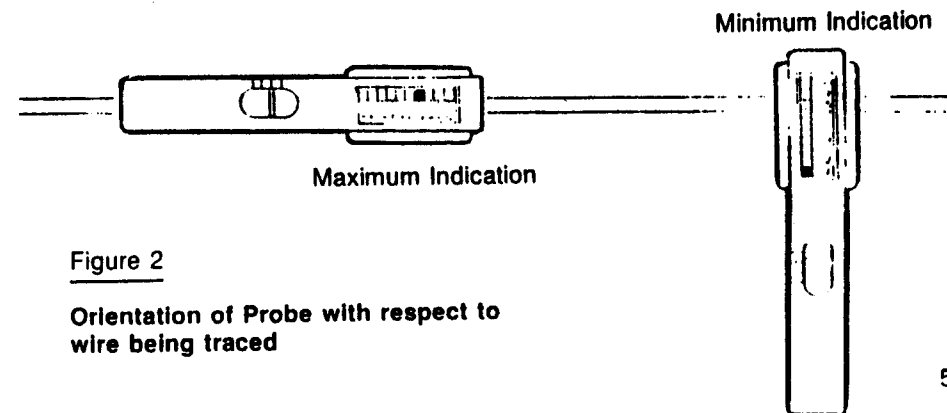 Minimum Indication
Maximum Indication
Figure 2
Orientation of Probe with respect to
wire being traced
5